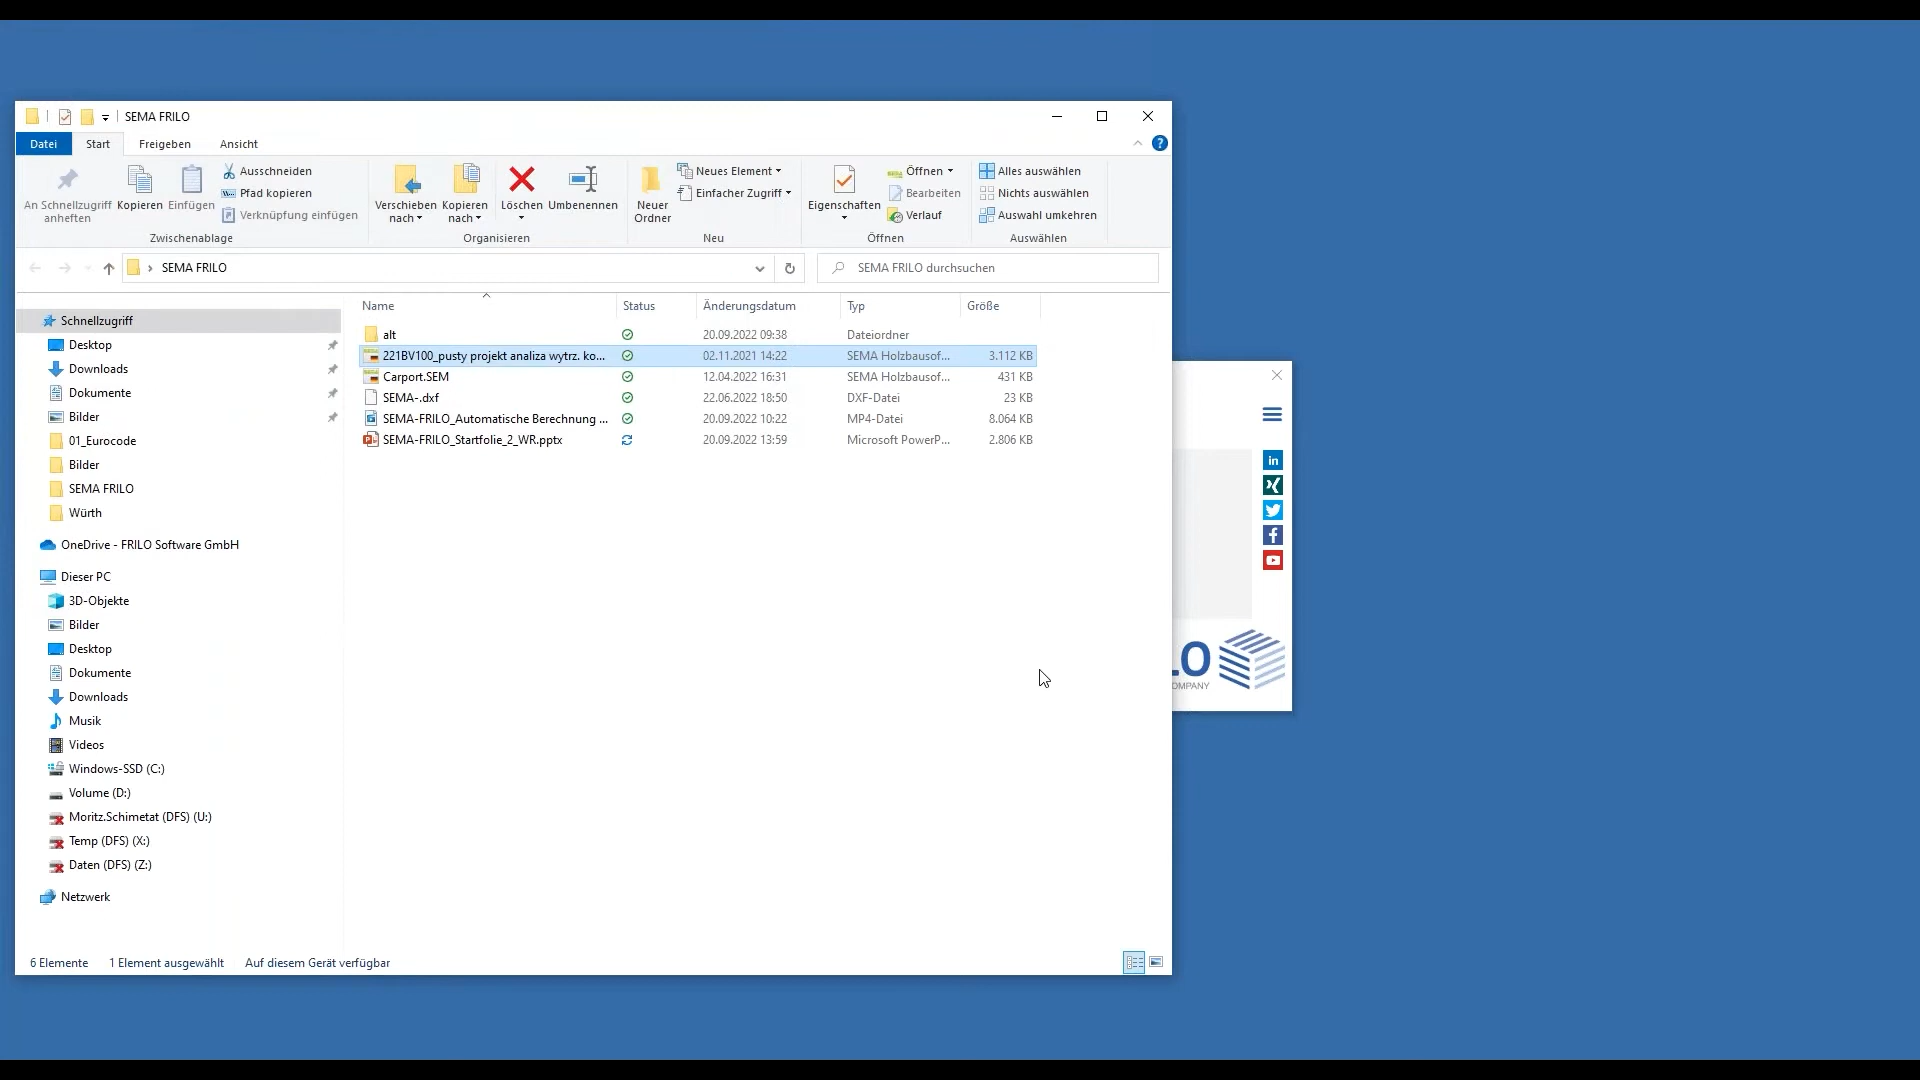 SEMA FRILO
Datei Start Freigeben Ansicht
An Schnellzugriff anheften
Kopieren
Einfügen
Ausschneiden
Pfad kopieren
Verknüpfung einfügen
Zwischenablage
Verschieben nach
Kopieren nach
Löschen
Umbenennen
Organisieren
Neuer Ordner
Neues Element
Einfacher Zugriff
Neu
Eigenschaften
Öffnen
Bearbeiten
Verlauf
Öffnen
Alles auswählen
Nichts auswählen
Auswahl umkehren
Auswählen
SEMA FRILO
SEMA FRILO durchsuchen
Schnellzugriff
Desktop
Downloads
Dokumente
Bilder
01_Eurocode
Bilder
SEMA FRILO
Würth
OneDrive - FRILO Software GmbH
Dieser PC
3D-Objekte
Bilder
Desktop
Dokumente
Downloads
Musik
Videos
Windows-SSD (C:)
Volume (D:)
Moritz.Schimetat (DFS) (U:)
Temp (DFS) (X:)
Daten (DFS) (Z:)
Netzwerk
Name Status Änderungsdatum Typ Größe
alt 20.09.2022 09:38 Dateiordner
221BV100_pusty projekt analiza wytrz. ko... 02.11.2021 14:22 SEMA Holzbausof... 3.112 KB
Carport.SEM 12.04.2022 16:31 SEMA Holzbausof... 431 KB
SEMA-.dxf 22.06.2022 18:50 DXF-Datei 23 KB
SEMA-FRILO_Automatische Berechnung ... 20.09.2022 10:22 MP4-Datei 8.064 KB
SEMA-FRILO_Startfolie_2_WR.pptx 20.09.2022 13:59 Microsoft PowerP... 2.806 KB
6 Elemente 1 Element ausgewählt Auf diesem Gerät verfügbar
in
LO
OMPANY